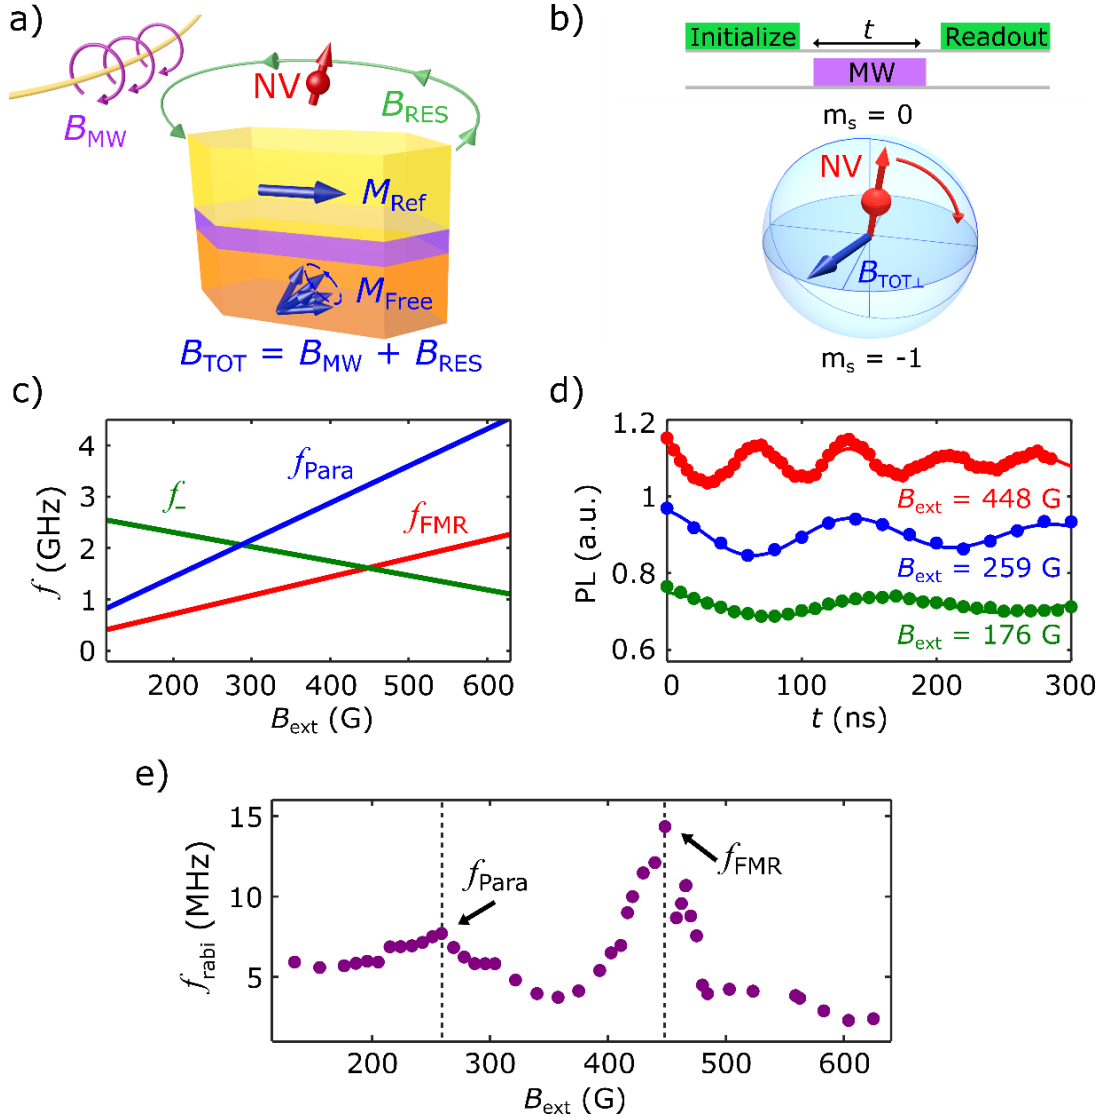 a)
NV
B_RES
B_MW
M_Ref
M_Free
B_TOT = B_MW + B_RES
b)
Initialize
t
Readout
MW
m_s = 0
NV
B_TOT⊥
m_s = -1
c)
4
3
2
1
0
f (GHz)
f_Para
f_-
f_FMR
200
300
400
500
600
B_ext (G)
d)
1.2
1
0.8
0.6
PL (a.u.)
B_ext = 448 G
B_ext = 259 G
B_ext = 176 G
0
100
200
300
t (ns)
e)
15
10
5
f_rabi (MHz)
f_Para
f_FMR
200
300
400
500
600
B_ext (G)